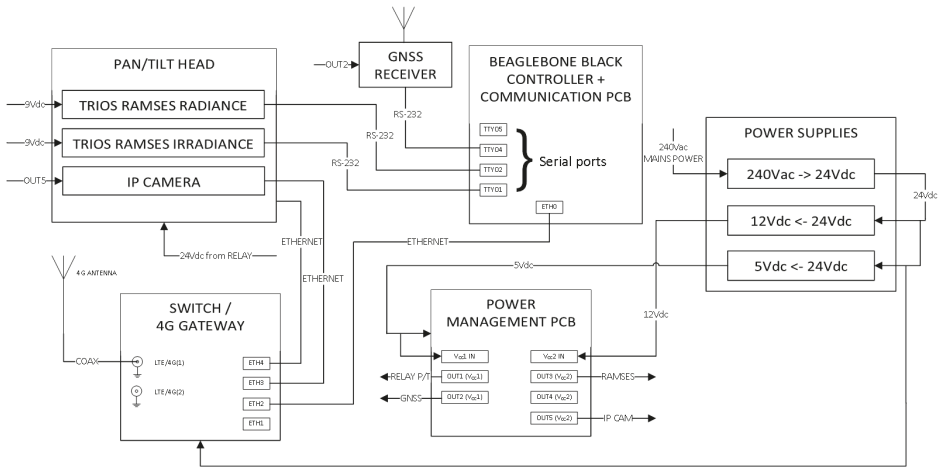 PAN/TILT HEAD
9Vdc
TRIOS RAMSES RADIANCE
9Vdc
TRIOS RAMSES IRRADIANCE
OUT5
IP CAMERA
24Vdc from RELAY
OUT2
GNSS
RECEIVER
RS-232
RS-232
RS-232
BEAGLEBONE BLACK
CONTROLLER +
COMMUNICATION PCB
TTYO5
TTYO4
TTYO2
TTYO1
Serial ports
ETH0
240Vac
MAINS POWER
POWER SUPPLIES
240Vac -> 24Vdc
24Vdc
12Vdc <- 24Vdc
5Vdc <- 24Vdc
ETHERNET
ETHERNET
ETHERNET
5Vdc
12Vdc
4G ANTENNA
COAX
SWITCH /
4G GATEWAY
LTE/4G(1)
LTE/4G(2)
ETH4
ETH3
ETH2
ETH1
POWER
MANAGEMENT PCB
Vcc1 IN
Vcc2 IN
RELAY P/T
OUT1 (Vcc1)
OUT3 (Vcc2)
RAMSES
GNSS
OUT2 (Vcc1)
OUT4 (Vcc2)
OUT5 (Vcc2)
IP CAM